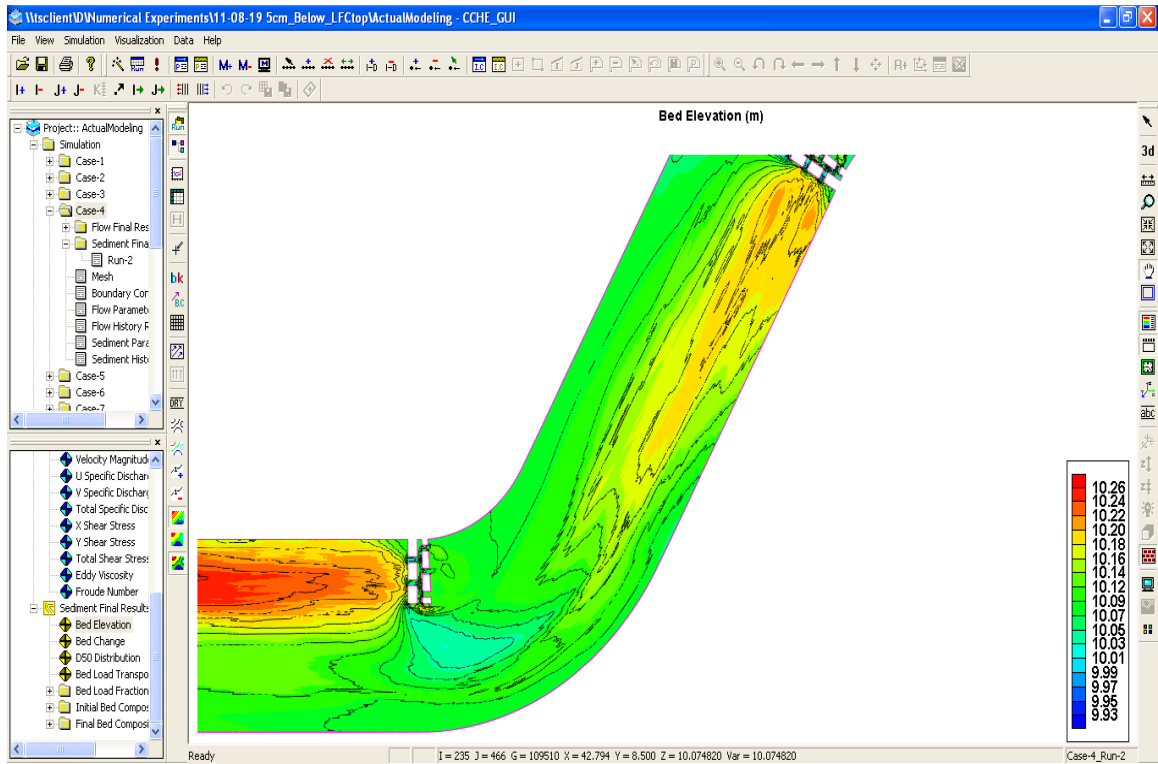 \\tsclient\D\Numerical Experiments\11-08-19 5cm_Below_LFCtop\ActualModeling - CCHE_GUI
File View Simulation Visualization Data Help
Bed Elevation (m)
Project:: ActualModeling
Simulation
Case-1
Case-2
Case-3
Case-4
Flow Final Res
Sediment Fina
Run-2
Mesh
Boundary Con
Flow Paramet
Flow History R
Sediment Para
Sediment Hist
Case-5
Case-6
Case-7
Velocity Magnitud
U Specific Dischar
V Specific Discharg
Total Specific Disc
X Shear Stress
Y Shear Stress
Total Shear Stress
Eddy Viscosity
Froude Number
Sediment Final Results
Bed Elevation
Bed Change
D50 Distribution
Bed Load Transpo
Bed Load Fraction
Initial Bed Compos
Final Bed Composi
Run
bk
B.C
DRY
3d
abc
10.26
10.24
10.22
10.20
10.18
10.16
10.14
10.12
10.09
10.07
10.05
10.03
10.01
9.99
9.97
9.95
9.93
Ready
I = 235 J = 466 G = 109510 X = 42.794 Y = 8.500 Z = 10.074820 Var = 10.074820
Case-4_Run-2